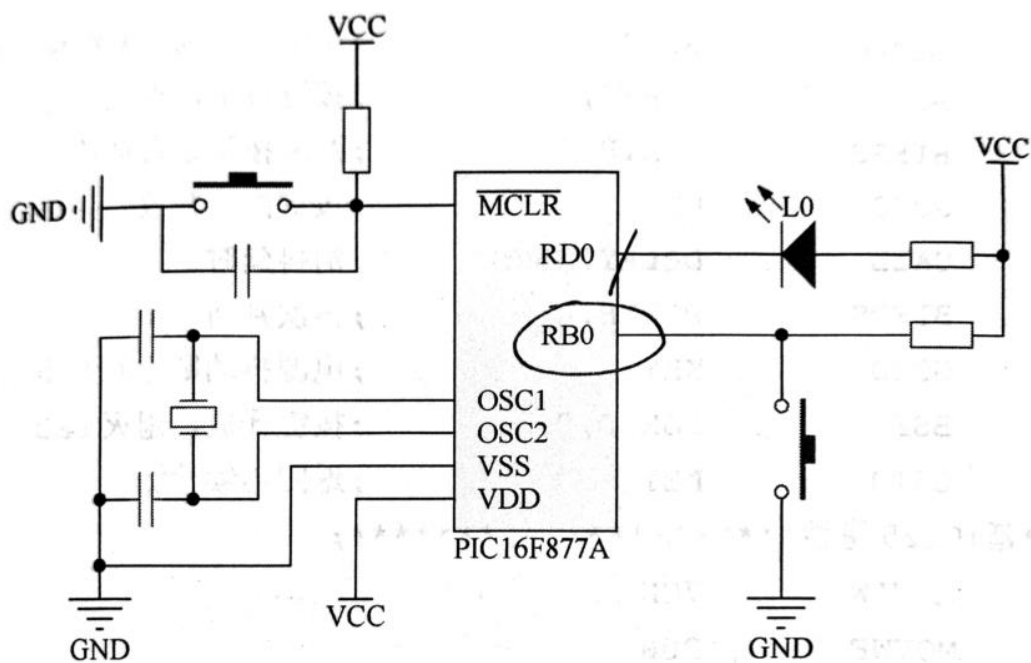 VCC
VCC
GND
MCLR
L0
RD0
RB0
OSC1
OSC2
VSS
VDD
PIC16F877A
VCC
GND
GND